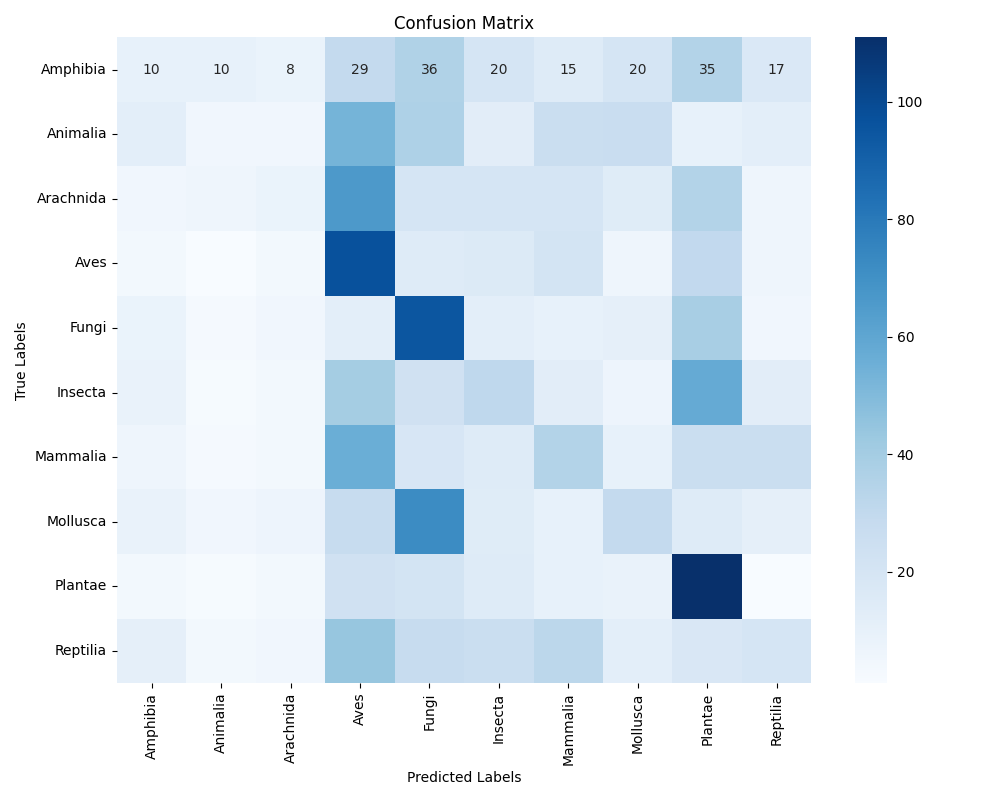 Confusion Matrix
Amphibia 10 10 8 29 36 20 15 20 35 17
Animalia
Arachnida
Aves
Fungi
Insecta
Mammalia
Mollusca
Plantae
Reptilia
True Labels
Amphibia Animalia Arachnida Aves Fungi Insecta Mammalia Mollusca Plantae Reptilia
Predicted Labels
100
80
60
40
20